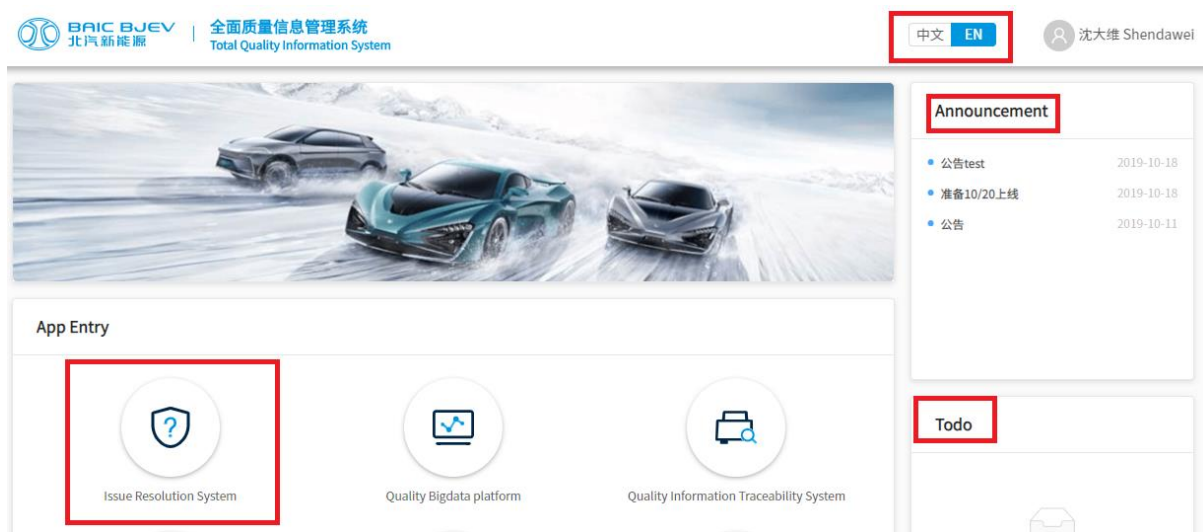 BAIC BJEV
北汽新能源
全面质量信息管理系统
Total Quality Information System
中文 EN
沈大维 Shendawei
Announcement
公告test 2019-10-18
准备10/20上线 2019-10-18
公告 2019-10-11
App Entry
Issue Resolution System
Quality Bigdata platform
Quality Information Traceability System
Todo